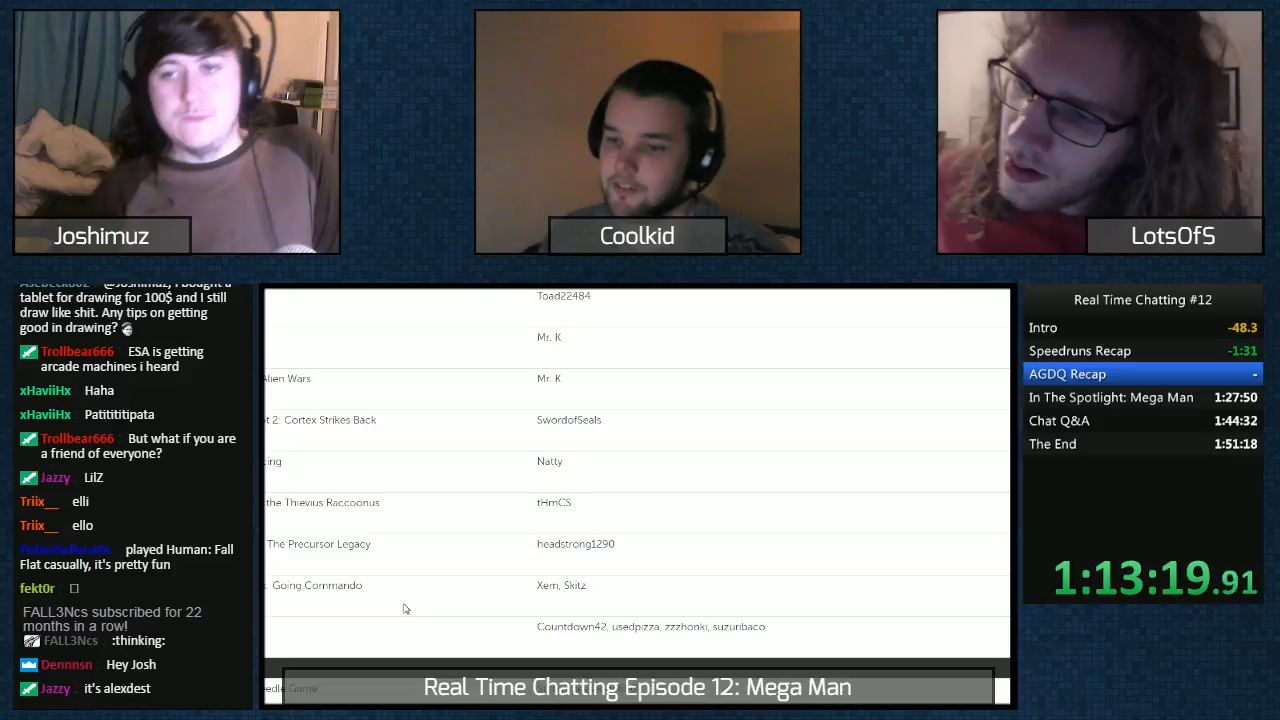 Joshimuz
Coolkid
LotsOfS
@Joshimuz, I bought a
tablet for drawing for 100$ and I still
draw like shit. Any tips on getting
good in drawing?
Trollbear666: ESA is getting
arcade machines i heard
xHaviiHx: Haha
xHaviiHx: Patitititipata
Trollbear666: But what if you are
a friend of everyone?
Jazzy: LilZ
Triix__: elli
Triix__: ello
played Human: Fall
Flat casually, it's pretty fun
fekt0r:
FALL3Ncs subscribed for 22
months in a row!
FALL3Ncs: :thinking:
Dennnsn: Hey Josh
Jazzy: it's alexdest
Toad22484
Mr. K
Alien Wars Mr. K
t 2: Cortex Strikes Back SwordofSeals
ing Natty
the Thievius Raccoonus tHmCS
The Precursor Legacy headstrong1290
: Going Commando Xem, Skitz
Countdown42, usedpizza, zzzhonki, suzuribaco
edle Game
Real Time Chatting Episode 12: Mega Man
Real Time Chatting #12
Intro -48.3
Speedruns Recap -1:31
AGDQ Recap -
In The Spotlight: Mega Man 1:27:50
Chat Q&A 1:44:32
The End 1:51:18
1:13:19.91